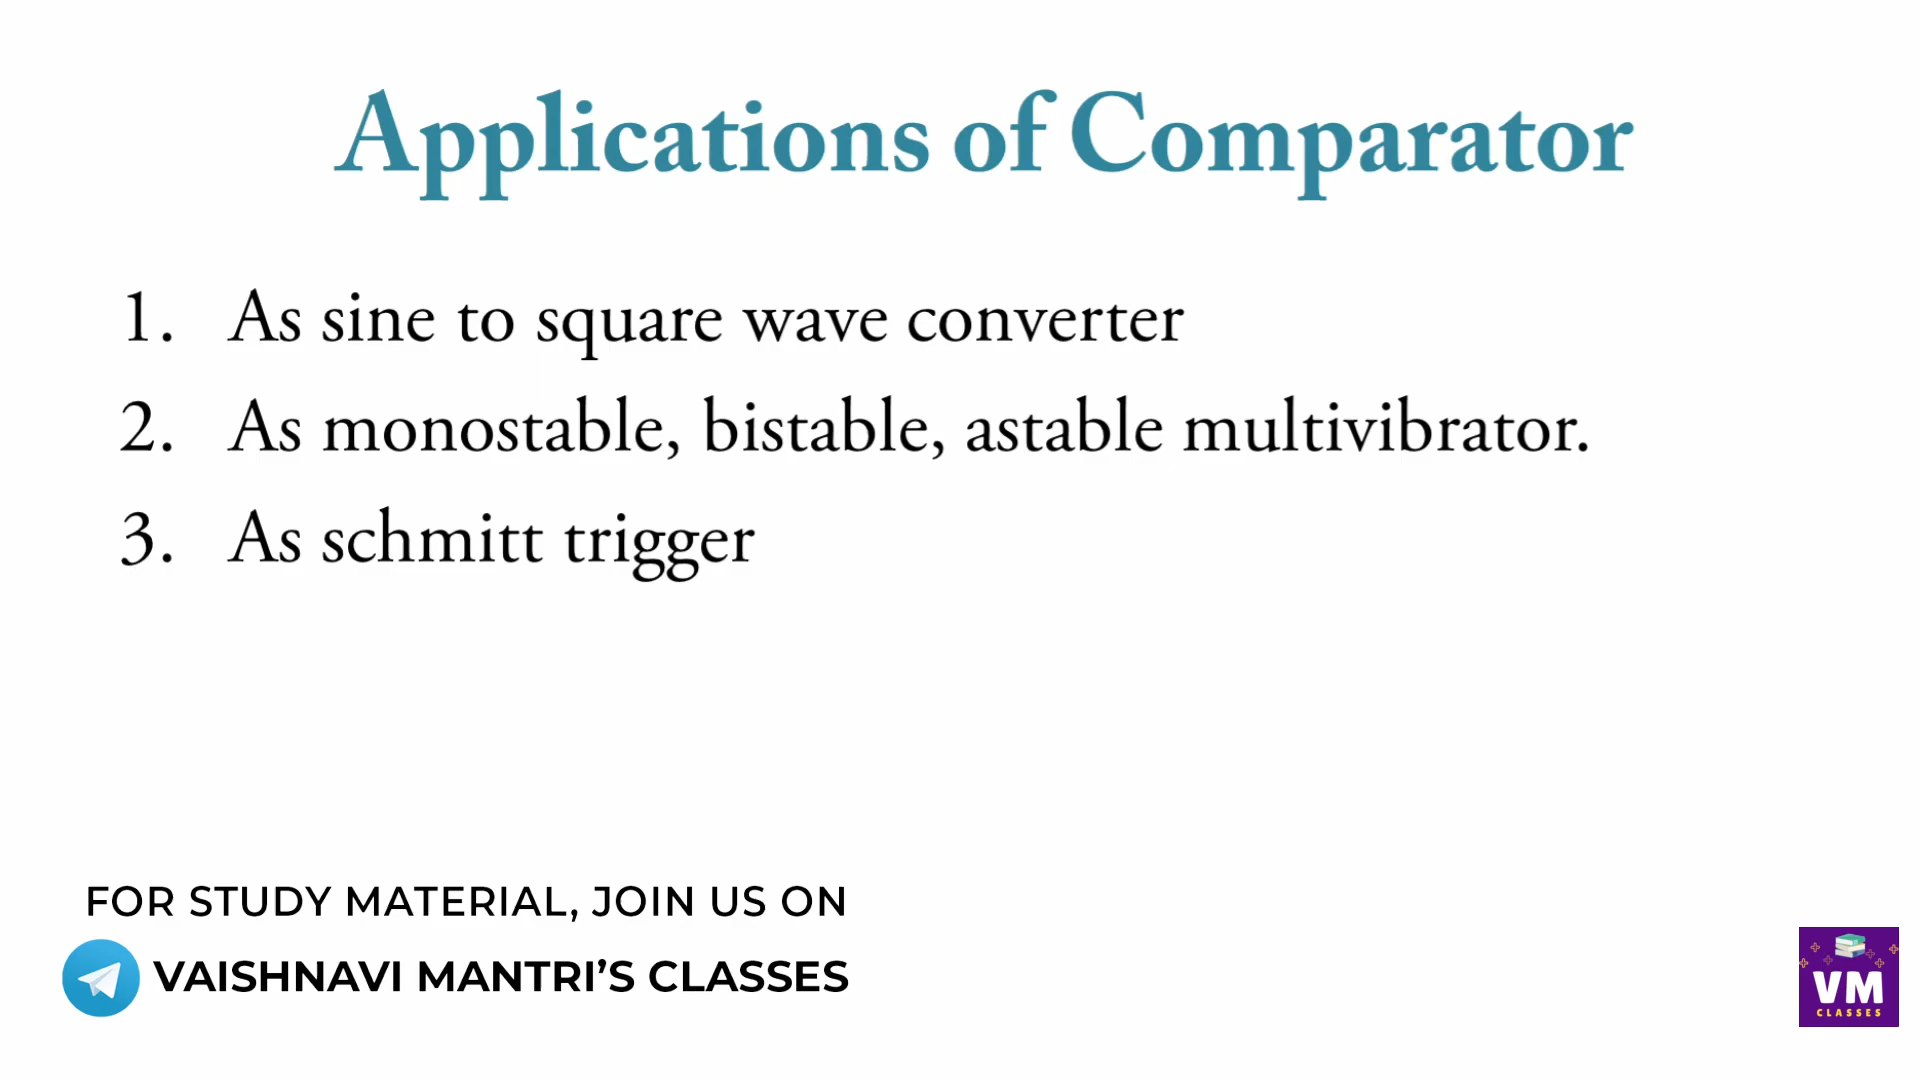 Applications of Comparator
1. As sine to square wave converter
2. As monostable, bistable, astable multivibrator.
3. As schmitt trigger
FOR STUDY MATERIAL, JOIN US ON
VAISHNAVI MANTRI’S CLASSES
VM
CLASSES